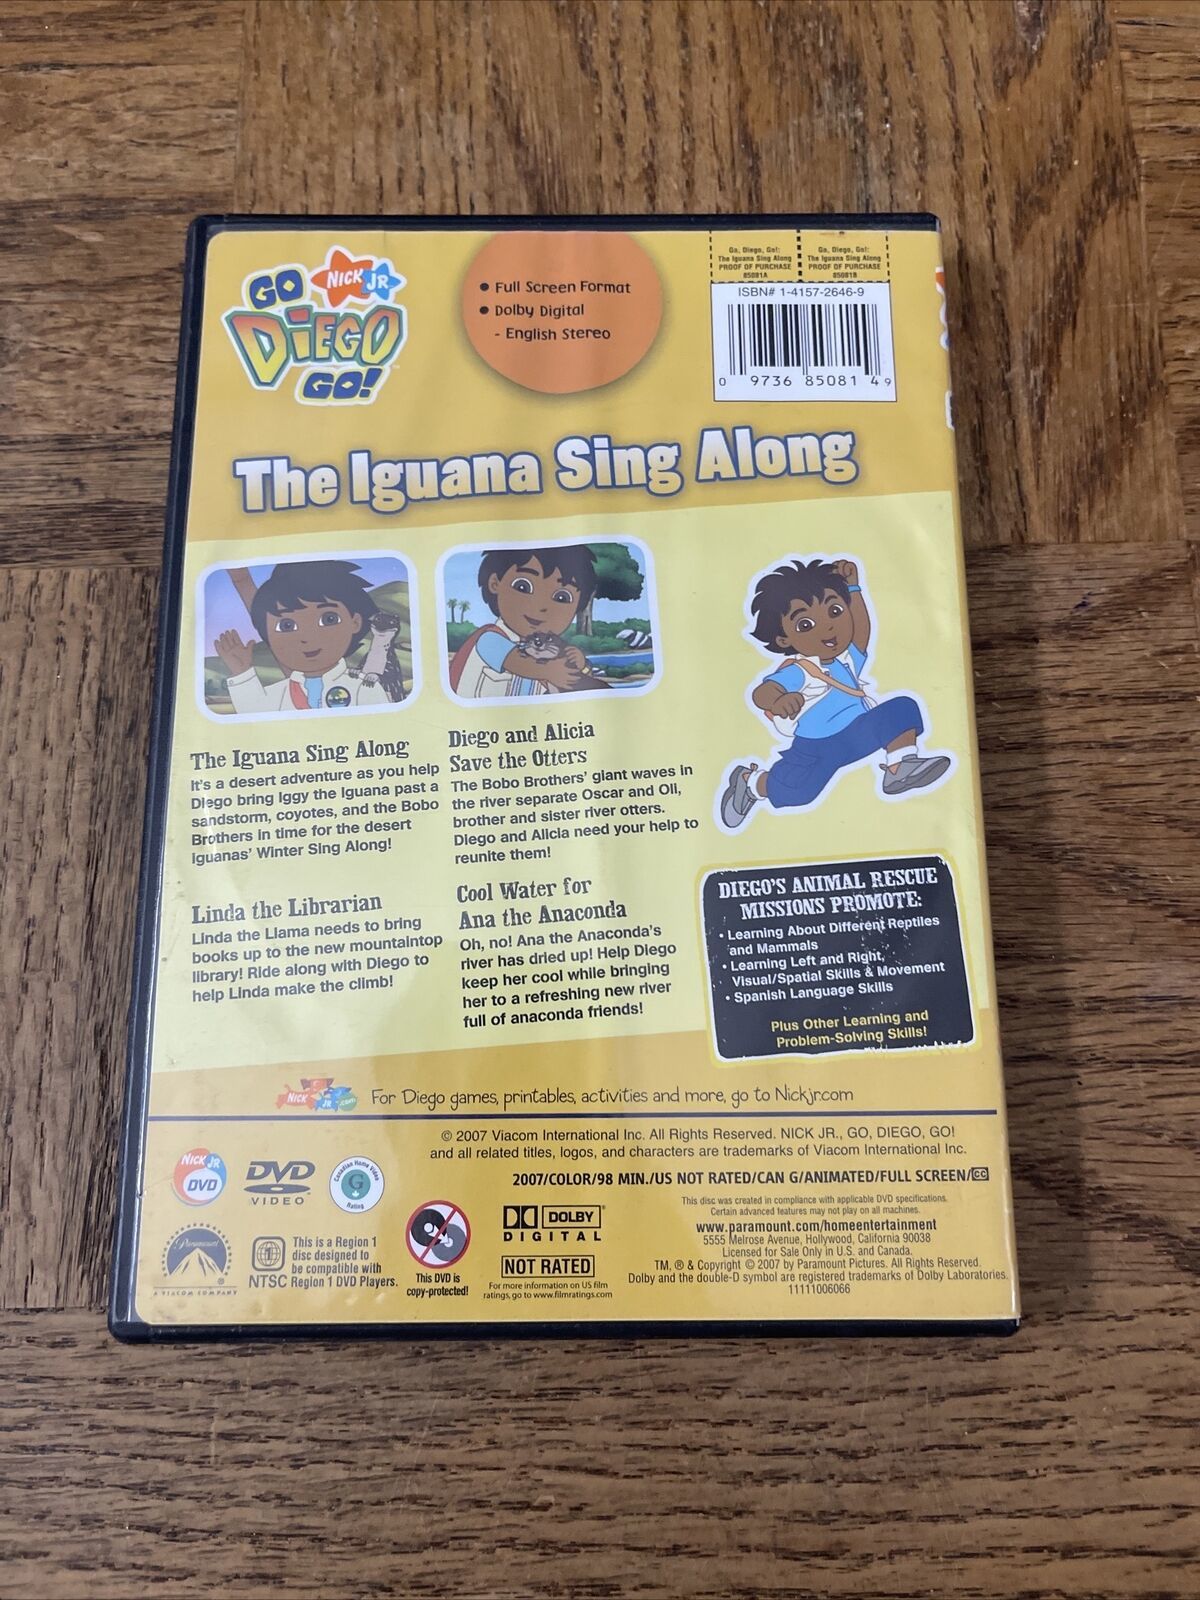 GO
NICK JR.
DIEGO
GO!
• Full Screen Format
• Dolby Digital
- English Stereo
Go, Diego, Go!:
The Iguana Sing Along
PROOF OF PURCHASE
85081A
Go, Diego, Go!:
The Iguana Sing Along
PROOF OF PURCHASE
85081B
ISBN# 1-4157-2646-9
0 9736 85081 4 9
The Iguana Sing Along
The Iguana Sing Along
It's a desert adventure as you help
Diego bring Iggy the Iguana past a
sandstorm, coyotes, and the Bobo
Brothers in time for the desert
Iguanas' Winter Sing Along!
Diego and Alicia
Save the Otters
The Bobo Brothers' giant waves in
the river separate Oscar and Oli,
brother and sister river otters.
Diego and Alicia need your help to
reunite them!
Linda the Librarian
Linda the Llama needs to bring
books up to the new mountaintop
library! Ride along with Diego to
help Linda make the climb!
Cool Water for
Ana the Anaconda
Oh, no! Ana the Anaconda's
river has dried up! Help Diego
keep her cool while bringing
her to a refreshing new river
full of anaconda friends!
DIEGO'S ANIMAL RESCUE
MISSIONS PROMOTE:
• Learning About Different Reptiles
and Mammals
• Learning Left and Right,
Visual/Spatial Skills & Movement
• Spanish Language Skills
Plus Other Learning and
Problem-Solving Skills!
NICK JR .com
For Diego games, printables, activities and more, go to Nickjr.com
© 2007 Viacom International Inc. All Rights Reserved. NICK JR., GO, DIEGO, GO!
and all related titles, logos, and characters are trademarks of Viacom International Inc.
2007/COLOR/98 MIN./US NOT RATED/CAN G/ANIMATED/FULL SCREEN/CC
NICK JR
DVD
DVD
VIDEO
Canadian Home Video
G
Rating
Paramount
A VIACOM COMPANY
1
NTSC
This is a Region 1
disc designed to
be compatible with
Region 1 DVD Players.
This DVD is
copy-protected!
DOLBY
DIGITAL
NOT RATED
For more information on US film
ratings, go to www.filmratings.com
This disc was created in compliance with applicable DVD specifications.
Certain advanced features may not play on all machines.
www.paramount.com/homeentertainment
5555 Melrose Avenue, Hollywood, California 90038
Licensed for Sale Only in U.S. and Canada.
TM, ® & Copyright © 2007 by Paramount Pictures. All Rights Reserved.
Dolby and the double-D symbol are registered trademarks of Dolby Laboratories.
11111006066